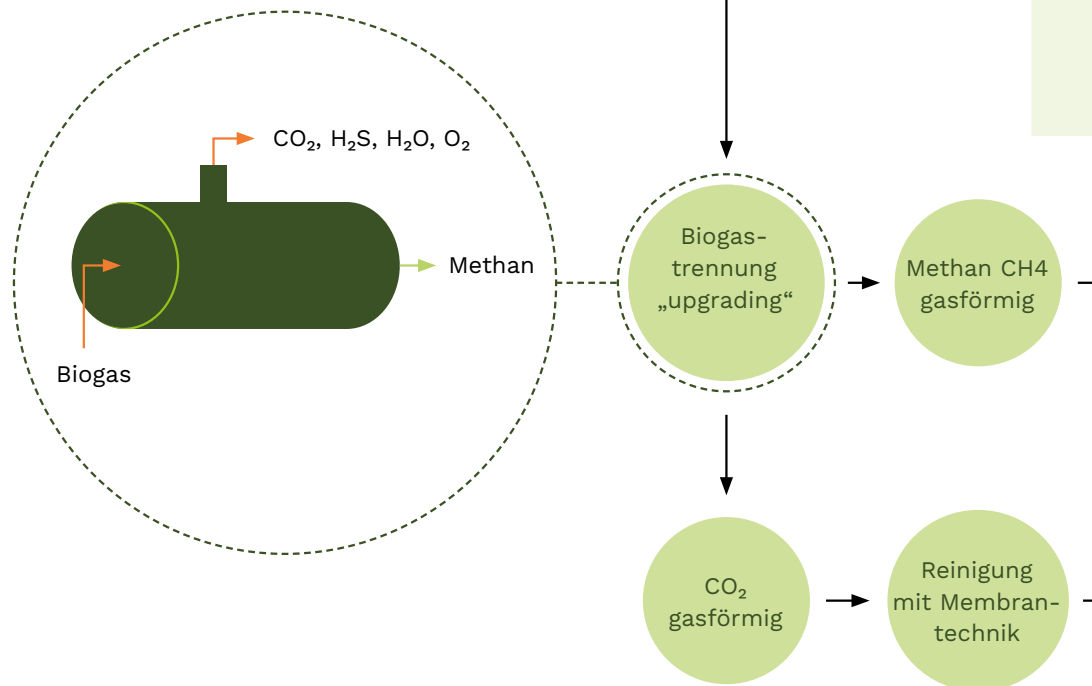 CO₂, H₂S, H₂O, O₂
Methan
Biogas
Biogas-
trennung
„upgrading“
Methan CH4
gasförmig
CO₂
gasförmig
Reinigung
mit Membran-
technik